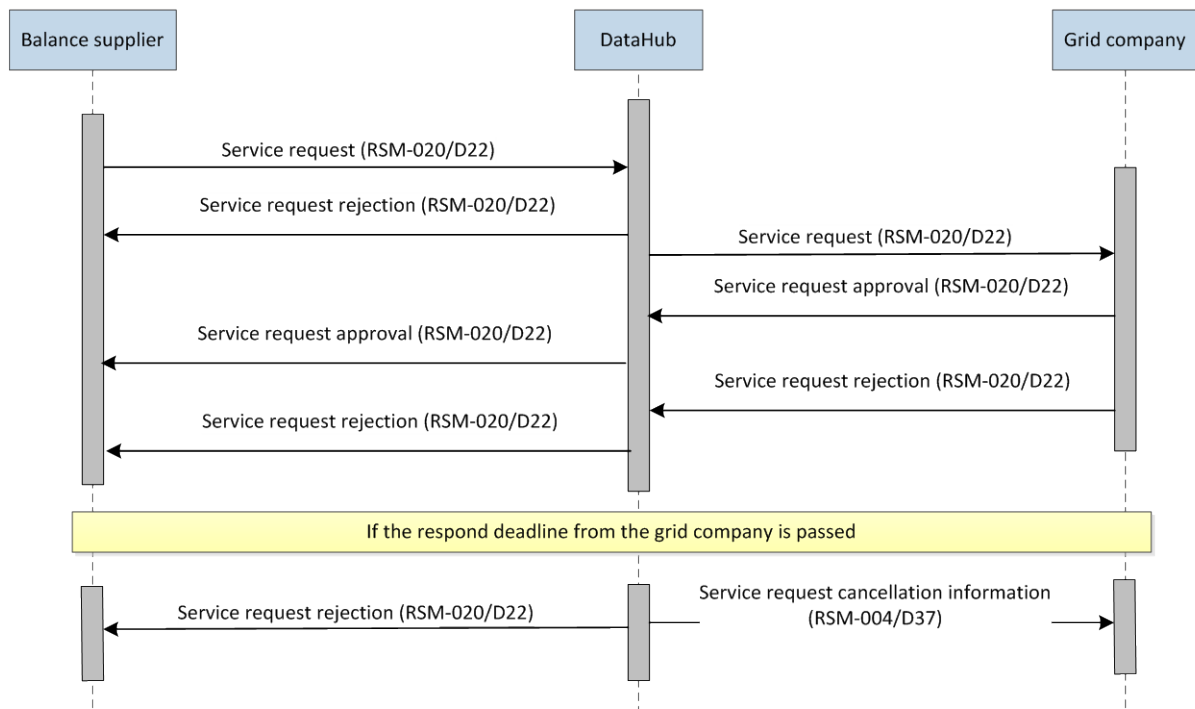 Balance supplier
DataHub
Grid company
Service request (RSM-020/D22)
Service request rejection (RSM-020/D22)
Service request (RSM-020/D22)
Service request approval (RSM-020/D22)
Service request approval (RSM-020/D22)
Service request rejection (RSM-020/D22)
Service request rejection (RSM-020/D22)
If the respond deadline from the grid company is passed
Service request rejection (RSM-020/D22)
Service request cancellation information
(RSM-004/D37)